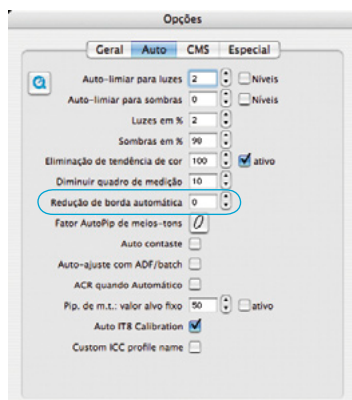 Opções
Geral Auto CMS Especial
Auto-limiar para luzes 2 Níveis
Auto-limiar para sombras 0 Níveis
Luzes em % 2
Sombras em % 98
Eliminação de tendência de cor 100 ativo
Diminuir quadro de medição 10
Redução de borda automática 0
Fator AutoPip de meios-tons
Auto contaste
Auto-ajuste com ADF/batch
ACR quando Automático
Pip. de m.t.: valor alvo fixo 50 ativo
Auto IT8 Calibration
Custom ICC profile name